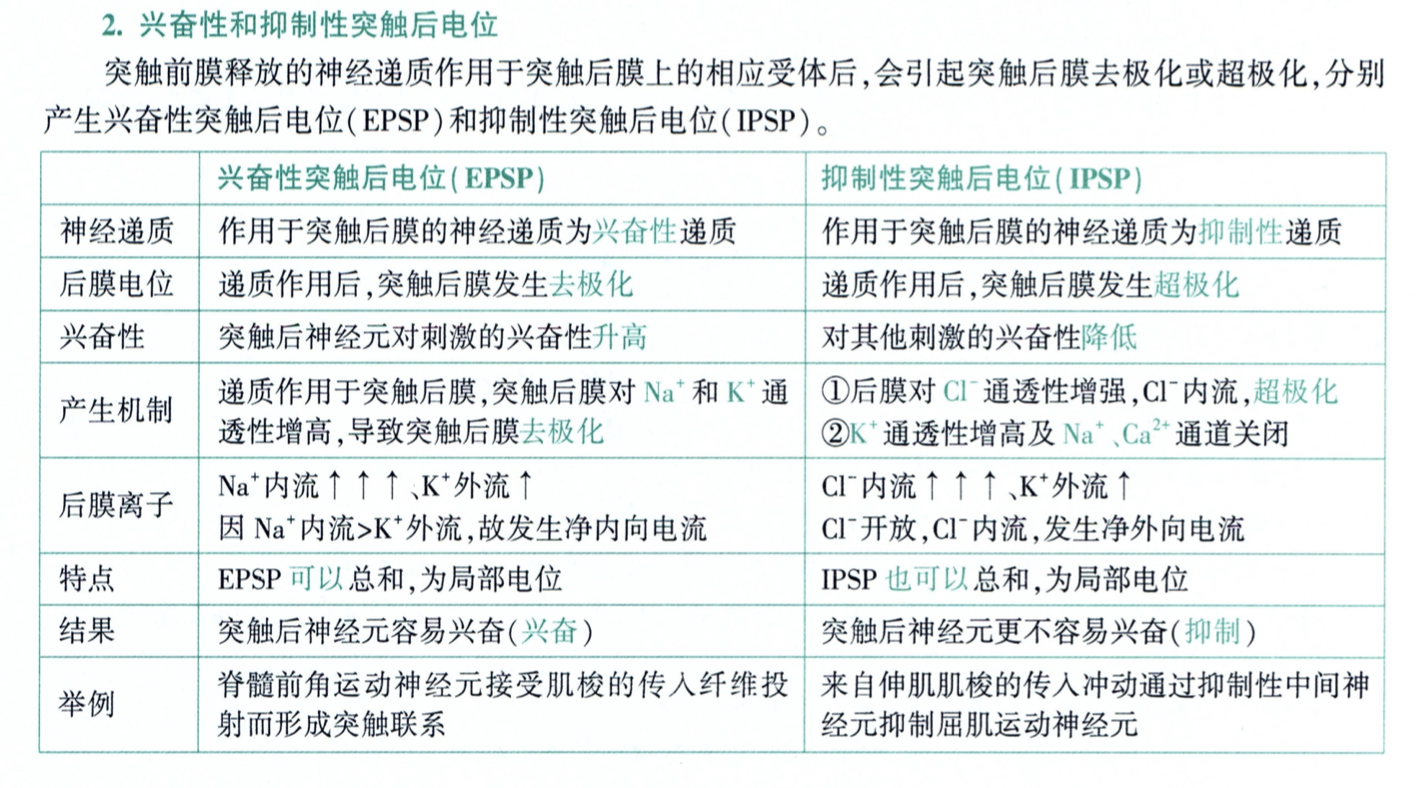 2. 兴奋性和抑制性突触后电位
突触前膜释放的神经递质作用于突触后膜上的相应受体后,会引起突触后膜去极化或超极化,分别
产生兴奋性突触后电位(EPSP)和抑制性突触后电位(IPSP)。
兴奋性突触后电位(EPSP) 抑制性突触后电位(IPSP)
神经递质 作用于突触后膜的神经递质为兴奋性递质 作用于突触后膜的神经递质为抑制性递质
后膜电位 递质作用后,突触后膜发生去极化 递质作用后,突触后膜发生超极化
兴奋性 突触后神经元对刺激的兴奋性升高 对其他刺激的兴奋性降低
产生机制
递质作用于突触后膜,突触后膜对 Na⁺ 和 K⁺ 通
透性增高,导致突触后膜去极化
①后膜对 Cl⁻ 通透性增强,Cl⁻ 内流,超极化
②K⁺ 通透性增高及 Na⁺、Ca²⁺ 通道关闭
后膜离子
Na⁺内流↑↑↑、K⁺外流↑
因 Na⁺内流>K⁺外流,故发生净内向电流
Cl⁻内流↑↑↑、K⁺外流↑
Cl⁻开放,Cl⁻内流,发生净外向电流
特点 EPSP 可以总和,为局部电位 IPSP 也可以总和,为局部电位
结果 突触后神经元容易兴奋(兴奋) 突触后神经元更不容易兴奋(抑制)
举例
脊髓前角运动神经元接受肌梭的传入纤维投
射而形成突触联系
来自伸肌肌梭的传入冲动通过抑制性中间神
经元抑制屈肌运动神经元